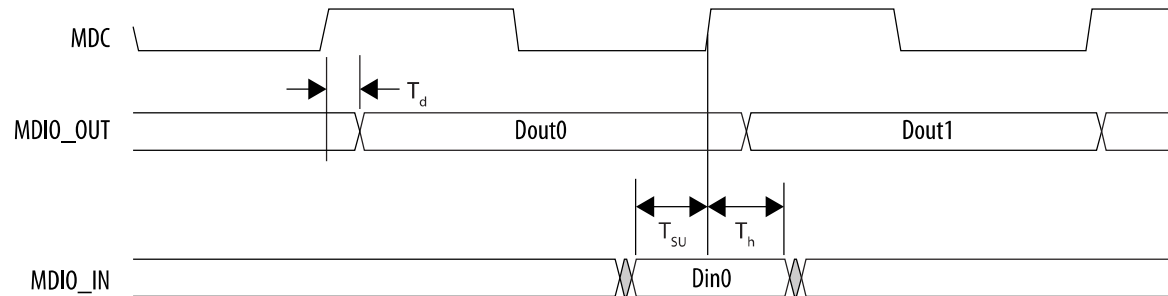 MDC
T_d
MDIO_OUT
Dout0
Dout1
T_SU
T_h
MDIO_IN
Din0